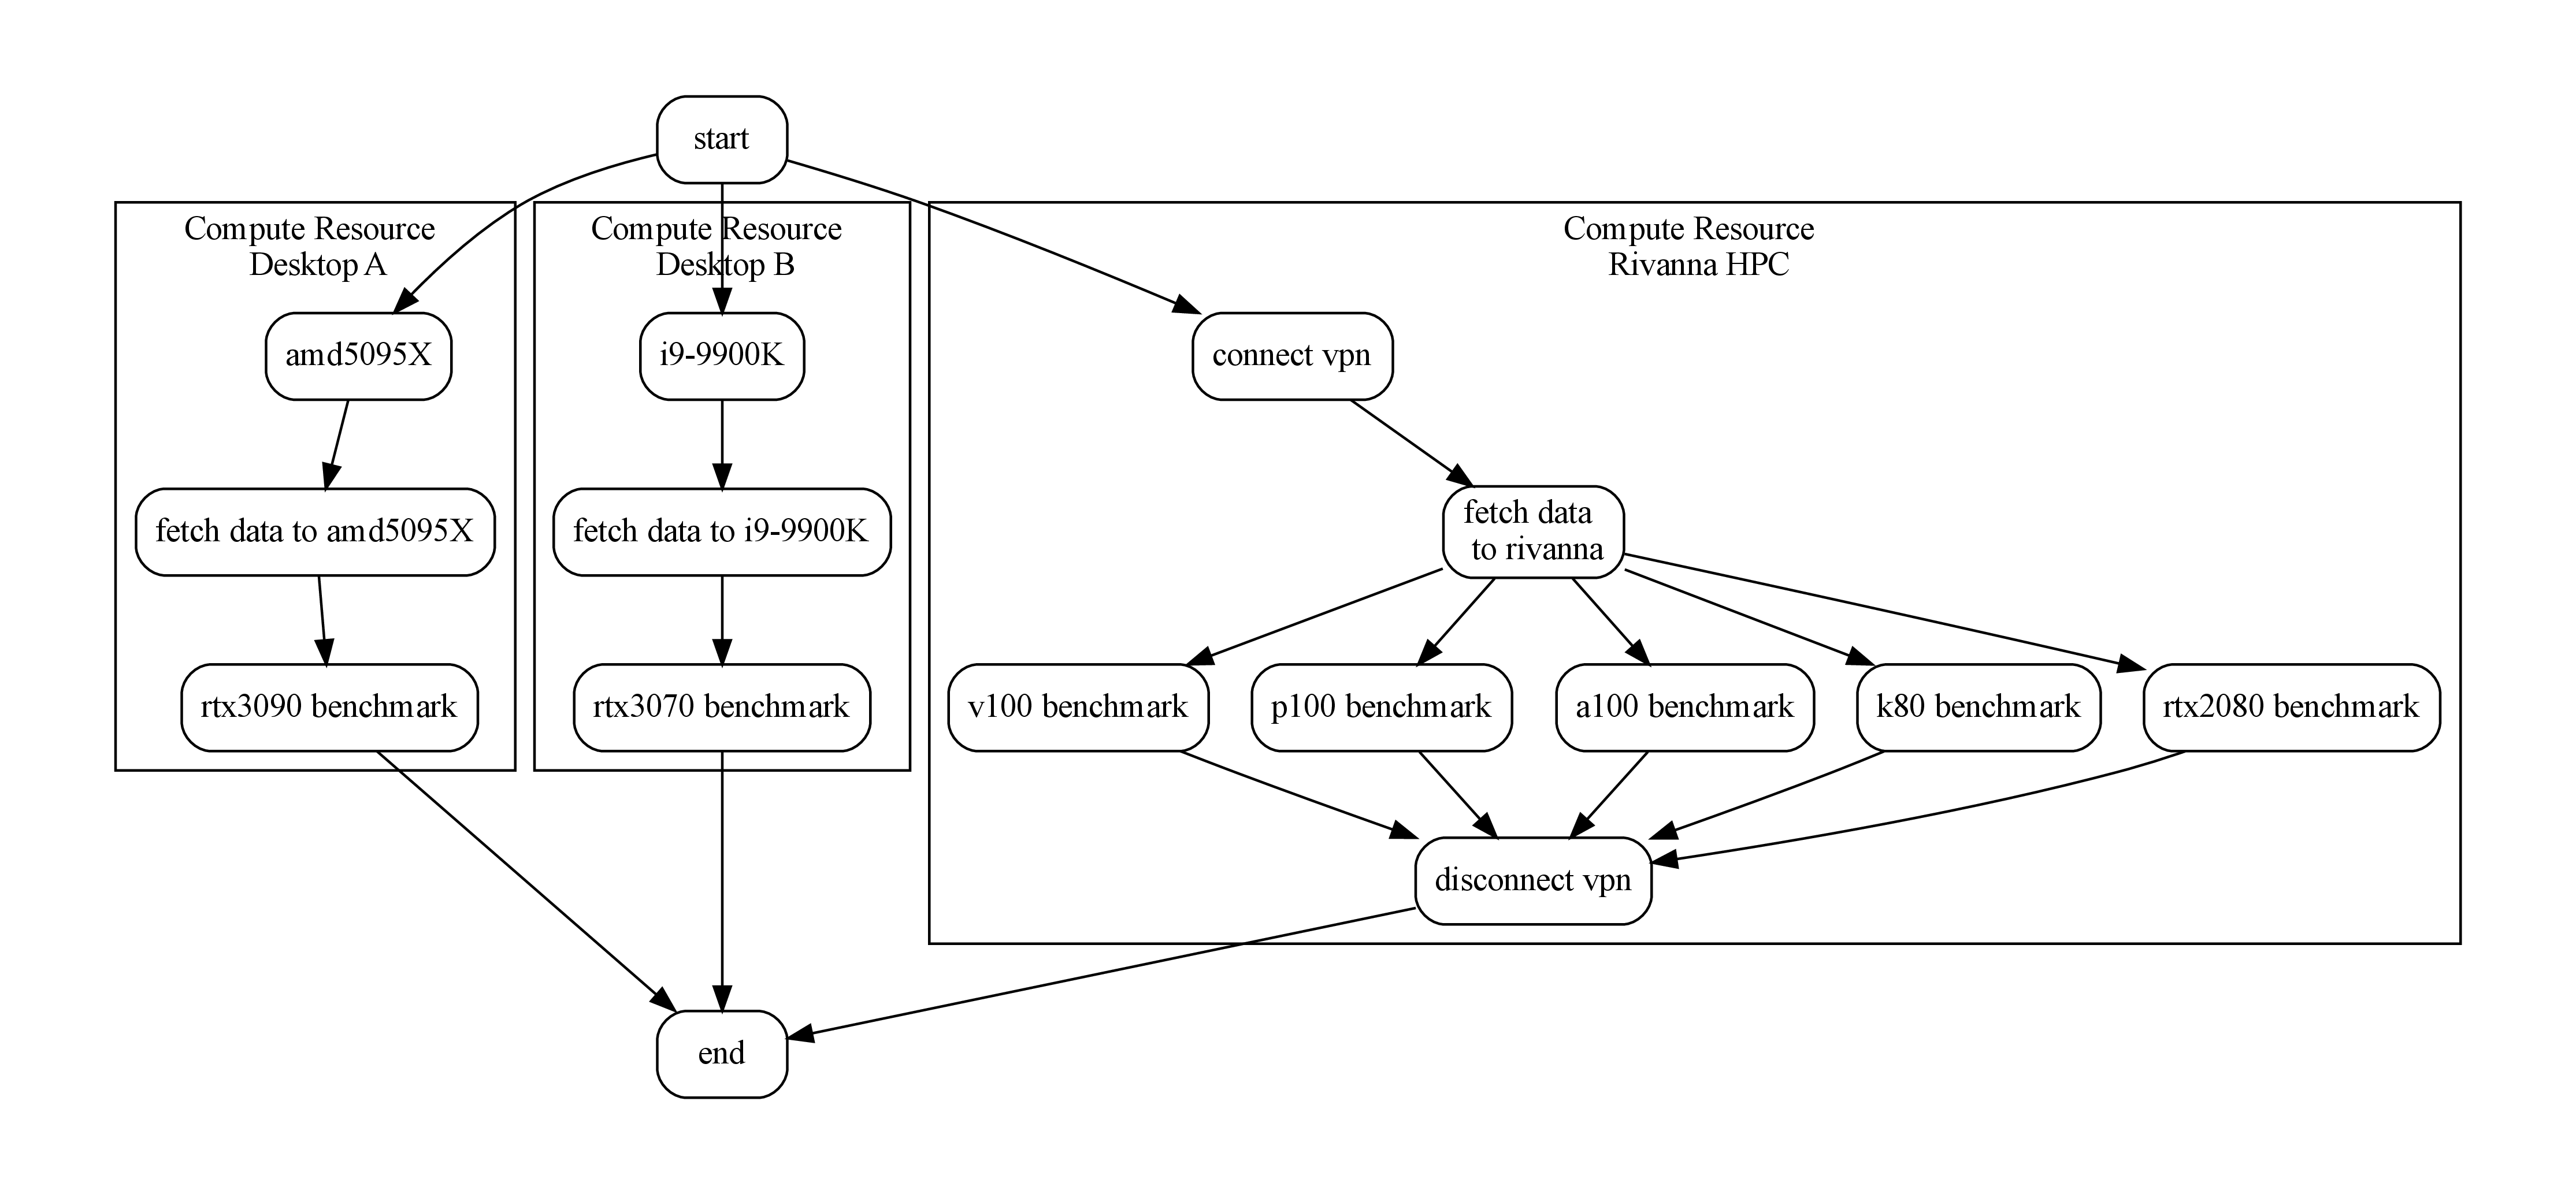 start
Compute Resource
Desktop A
Compute Resource
Desktop B
Compute Resource
Rivanna HPC
amd5095X
i9-9900K
connect vpn
fetch data to amd5095X
fetch data to i9-9900K
fetch data
to rivanna
rtx3090 benchmark
rtx3070 benchmark
v100 benchmark
p100 benchmark
a100 benchmark
k80 benchmark
rtx2080 benchmark
disconnect vpn
end